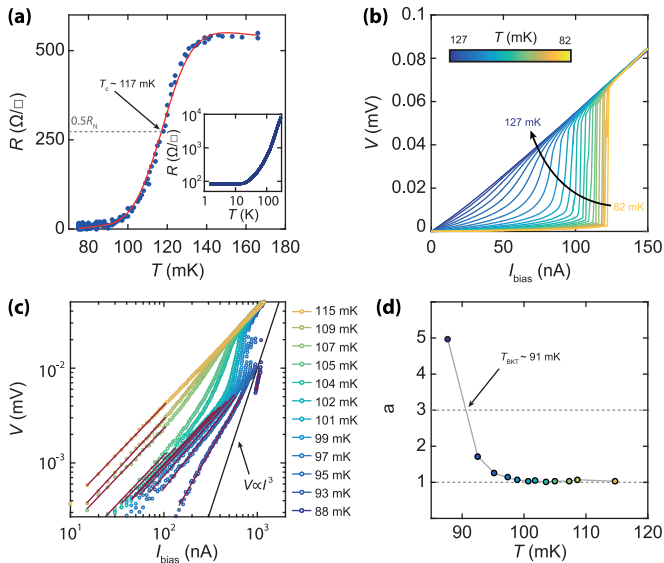 (a)
500
250
0
R (Ω/□)
T_c ~ 117 mK
0.5R_N
10^4
10^3
10^2
R (Ω/□)
10^1 10^2
T (K)
80 100 120 140 160 180
T (mK)
(b)
0.08
0.06
0.04
0.02
0
V (mV)
T (mK)
127 82
127 mK
82 mK
0 50 100 150
I_bias (nA)
(c)
10^-2
10^-3
V (mV)
V∝I^3
10^1 10^2 10^3
I_bias (nA)
115 mK
109 mK
107 mK
105 mK
104 mK
102 mK
101 mK
99 mK
97 mK
95 mK
93 mK
88 mK
(d)
5
4
3
2
1
a
T_BKT ~ 91 mK
90 100 110 120
T (mK)